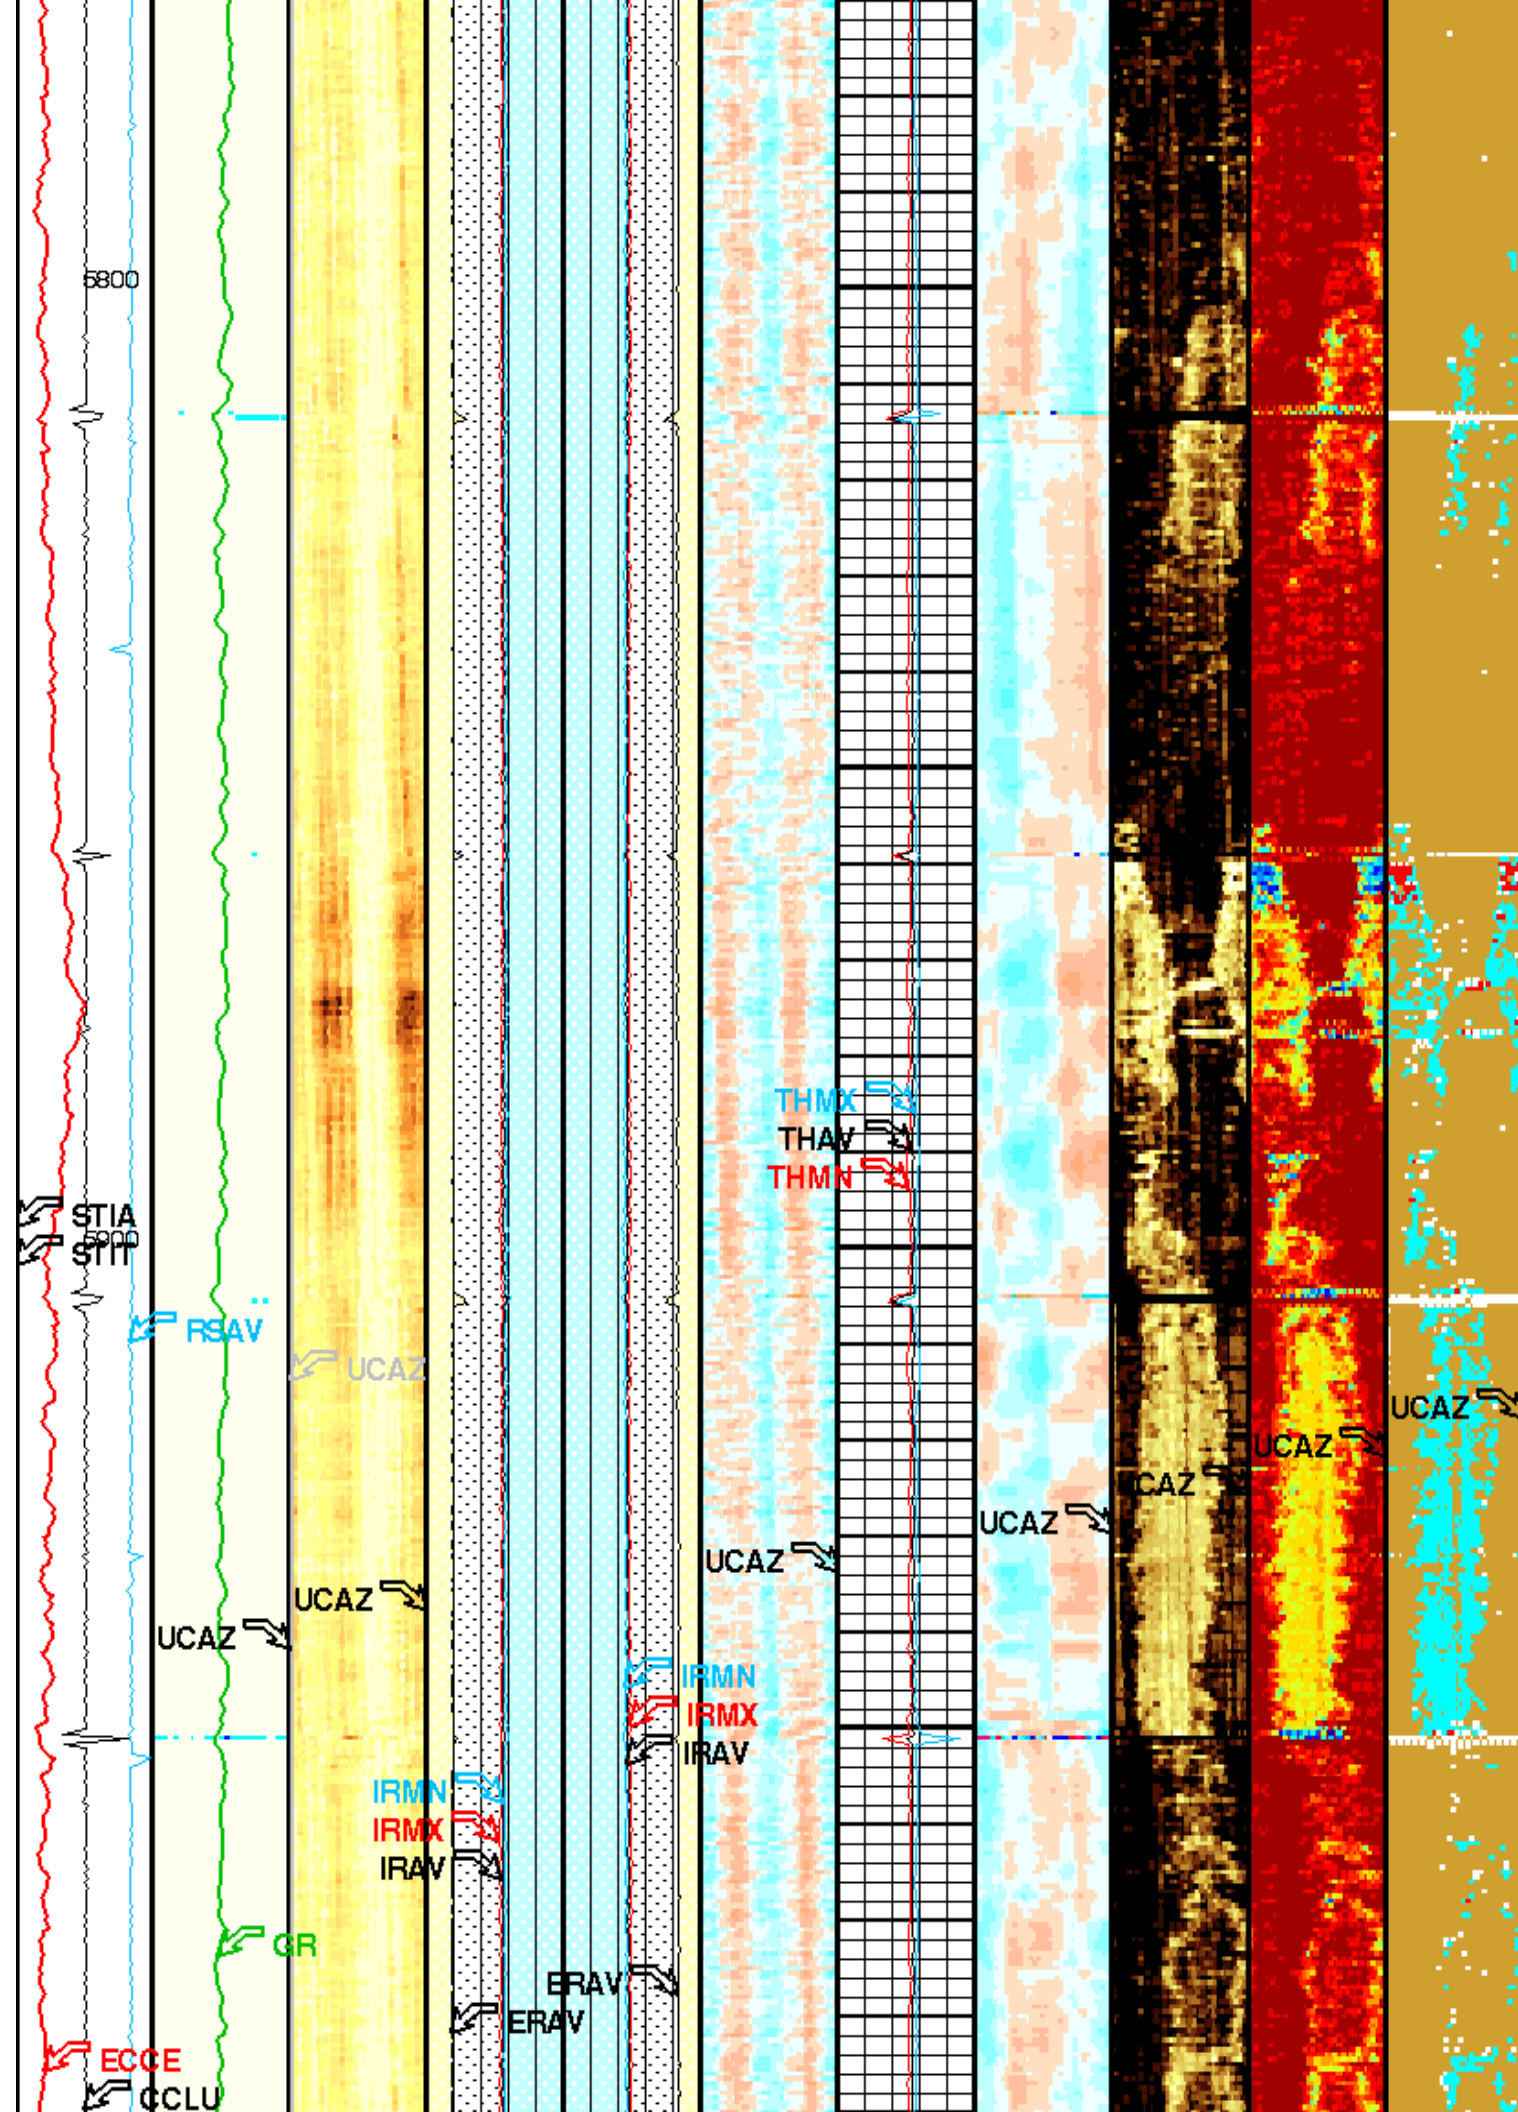 5800
THMX
THAV
THMN
STIA
5900
STIT
RSAV
UCAZ
UCAZ
UCAZ
UCAZ
UCAZ
UCAZ
UCAZ
UCAZ
IRMN
IRMX
IRAV
IRMN
IRMX
IRAV
GR
ERAV
ERAV
ECCE
CCLU